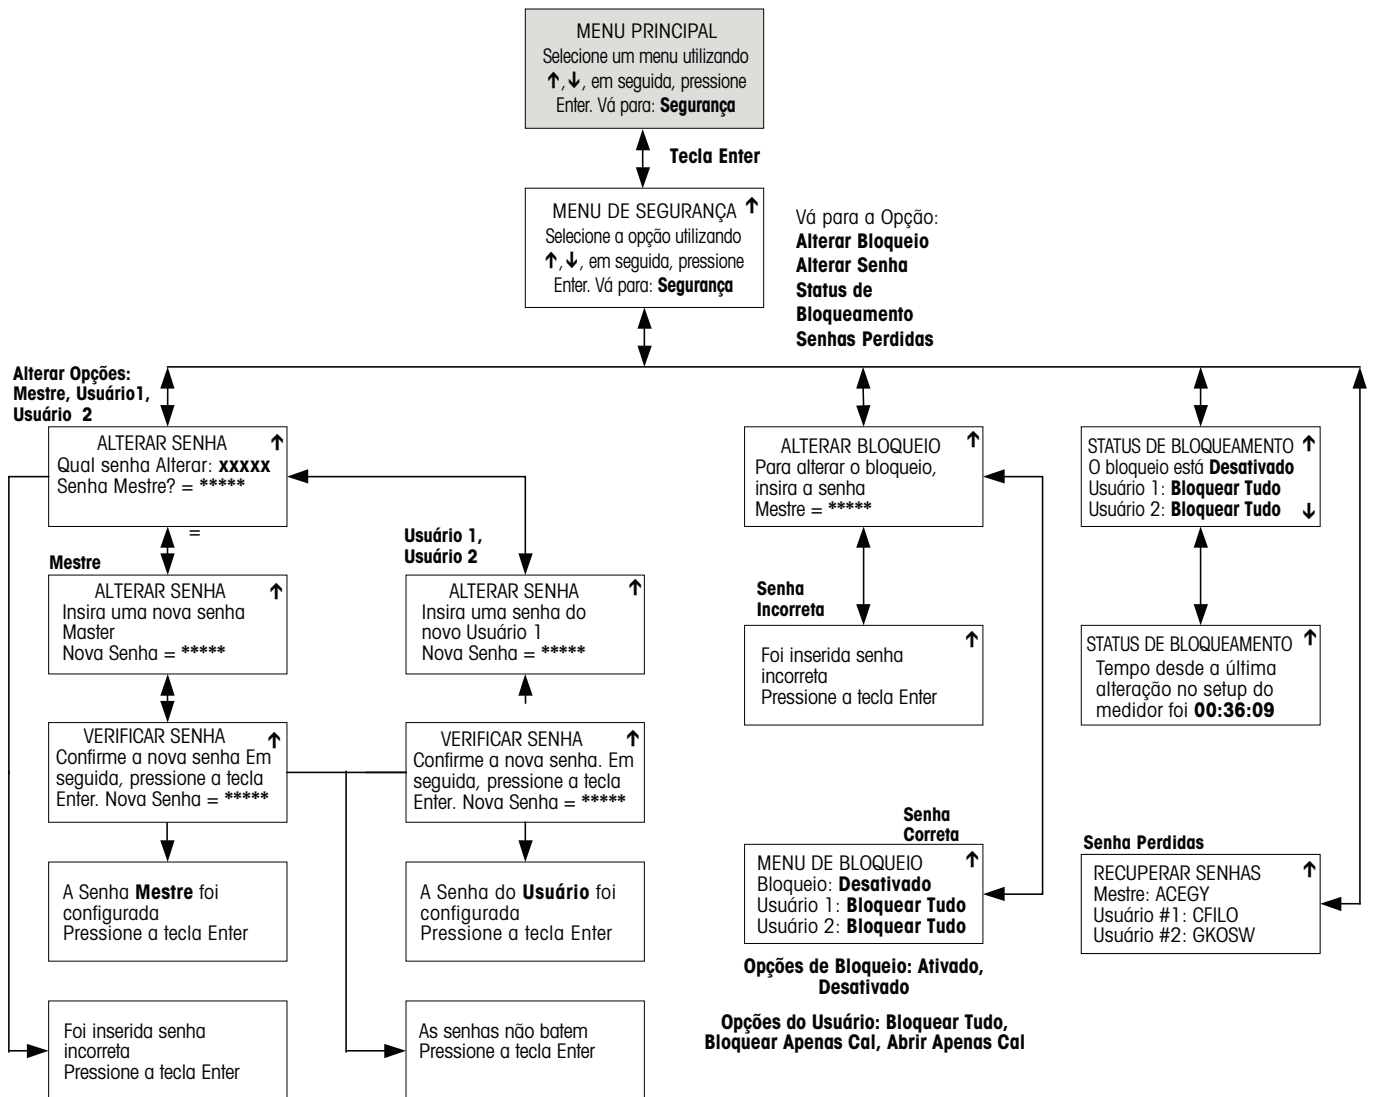 MENU PRINCIPAL
Selecione um menu utilizando
↑,↓, em seguida, pressione
Enter. Vá para: Segurança
Tecla Enter
MENU DE SEGURANÇA ↑
Selecione a opção utilizando
↑,↓, em seguida, pressione
Enter. Vá para: Segurança
Vá para a Opção:
Alterar Bloqueio
Alterar Senha
Status de
Bloqueamento
Senhas Perdidas
Alterar Opções:
Mestre, Usuário1,
Usuário 2
ALTERAR SENHA ↑
Qual senha Alterar: xxxxx
Senha Mestre? = *****
=
Mestre
ALTERAR SENHA ↑
Insira uma nova senha
Master
Nova Senha = *****
VERIFICAR SENHA ↑
Confirme a nova senha Em
seguida, pressione a tecla
Enter. Nova Senha = *****
A Senha Mestre foi
configurada
Pressione a tecla Enter
Foi inserida senha
incorreta
Pressione a tecla Enter
Usuário 1,
Usuário 2
ALTERAR SENHA ↑
Insira uma senha do
novo Usuário 1
Nova Senha = *****
VERIFICAR SENHA ↑
Confirme a nova senha. Em
seguida, pressione a tecla
Enter. Nova Senha = *****
A Senha do Usuário foi
configurada
Pressione a tecla Enter
As senhas não batem
Pressione a tecla Enter
ALTERAR BLOQUEIO ↑
Para alterar o bloqueio,
insira a senha
Mestre = *****
Senha
Incorreta
↑
Foi inserida senha
incorreta
Pressione a tecla Enter
Senha
Correta
MENU DE BLOQUEIO ↑
Bloqueio: Desativado
Usuário 1: Bloquear Tudo
Usuário 2: Bloquear Tudo
Opções de Bloqueio: Ativado,
Desativado
Opções do Usuário: Bloquear Tudo,
Bloquear Apenas Cal, Abrir Apenas Cal
STATUS DE BLOQUEAMENTO ↑
O bloqueio está Desativado
Usuário 1: Bloquear Tudo
Usuário 2: Bloquear Tudo ↓
STATUS DE BLOQUEAMENTO ↑
Tempo desde a última
alteração no setup do
medidor foi 00:36:09
Senha Perdidas
RECUPERAR SENHAS ↑
Mestre: ACEGY
Usuário #1: CFILO
Usuário #2: GKOSW